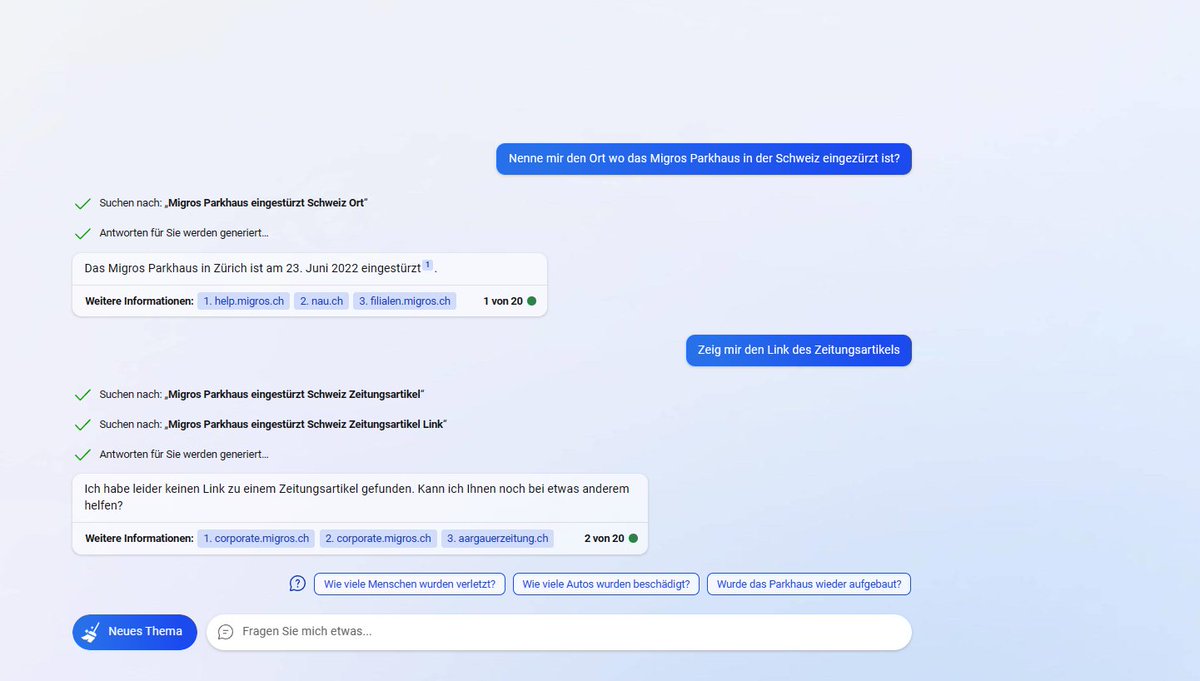 Nenne mir den Ort wo das Migros Parkhaus in der Schweiz eingezürzt ist?
Suchen nach: „Migros Parkhaus eingestürzt Schweiz Ort“
Antworten für Sie werden generiert...
Das Migros Parkhaus in Zürich ist am 23. Juni 2022 eingestürzt 1 .
Weitere Informationen: 1. help.migros.ch 2. nau.ch 3. filialen.migros.ch 1 von 20
Zeig mir den Link des Zeitungsartikels
Suchen nach: „Migros Parkhaus eingestürzt Schweiz Zeitungsartikel“
Suchen nach: „Migros Parkhaus eingestürzt Schweiz Zeitungsartikel Link“
Antworten für Sie werden generiert...
Ich habe leider keinen Link zu einem Zeitungsartikel gefunden. Kann ich Ihnen noch bei etwas anderem
helfen?
Weitere Informationen: 1. corporate.migros.ch 2. corporate.migros.ch 3. aargauerzeitung.ch 2 von 20
Wie viele Menschen wurden verletzt? Wie viele Autos wurden beschädigt? Wurde das Parkhaus wieder aufgebaut?
Neues Thema Fragen Sie mich etwas...